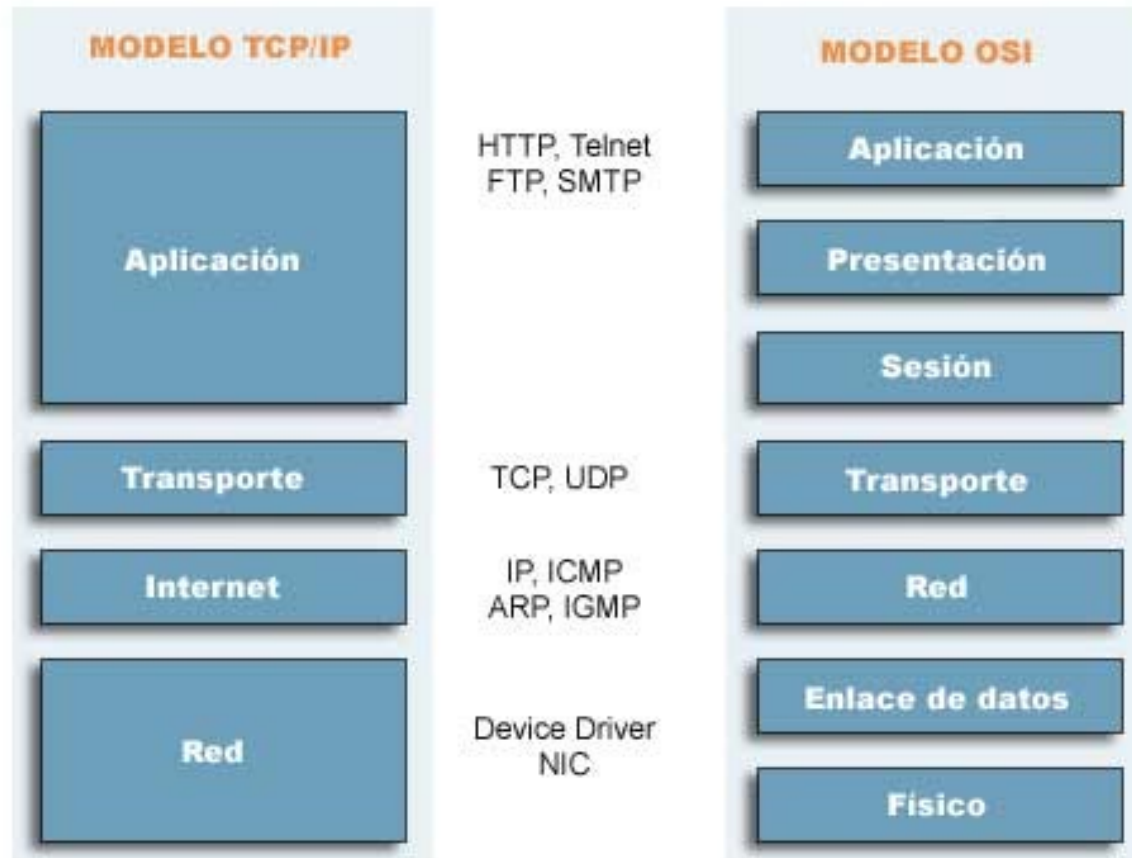 MODELO TCP/IP
Aplicación
Transporte
Internet
Red
HTTP, Telnet
FTP, SMTP
TCP, UDP
IP, ICMP
ARP, IGMP
Device Driver
NIC
MODELO OSI
Aplicación
Presentación
Sesión
Transporte
Red
Enlace de datos
Físico